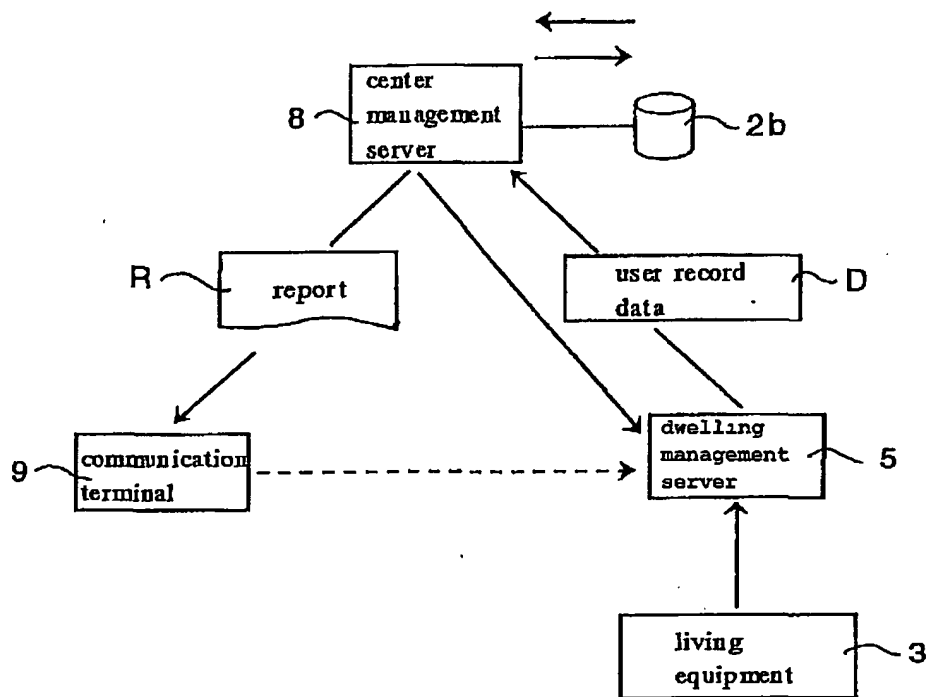 center
management
server
8
2b
R
report
user record
data
D
9
communication
terminal
dwelling
management
server
5
living
equipment
3